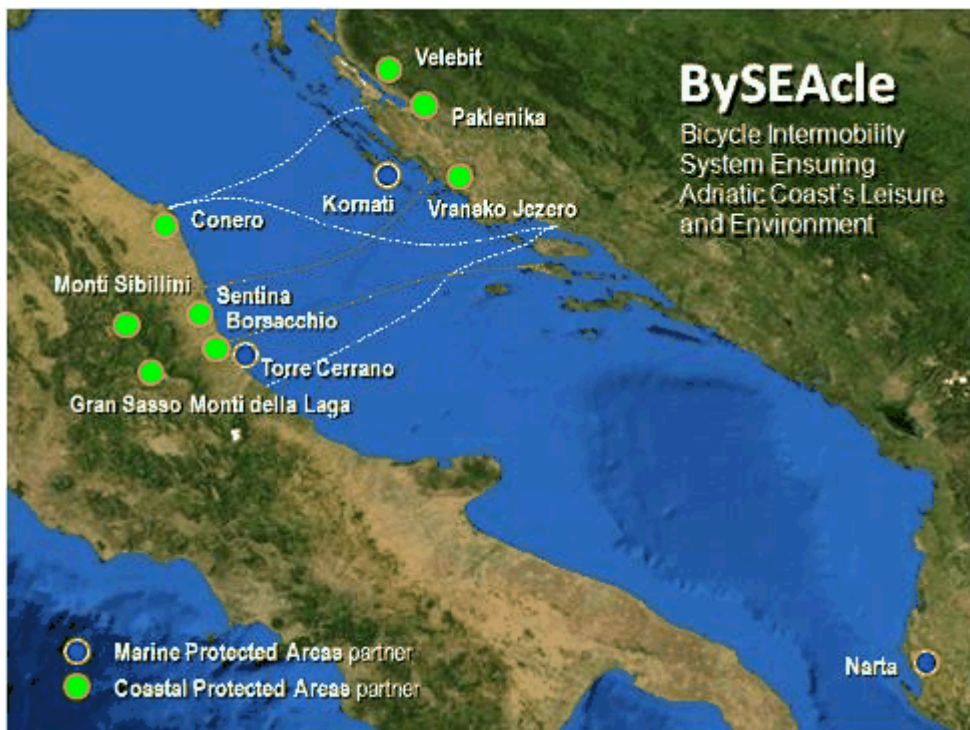 Velebit
BySEAcle
Paklenika
Bicycle Intermobility
System Ensuring
Adriatic Coast's Leisure
and Environment
Kornati
Vransko Jezero
Conero
Monti Sibillini
Sentina
Borsacchio
Torre Cerrano
Gran Sasso Monti della Laga
Marine Protected Areas partner
Coastal Protected Areas partner
Narta